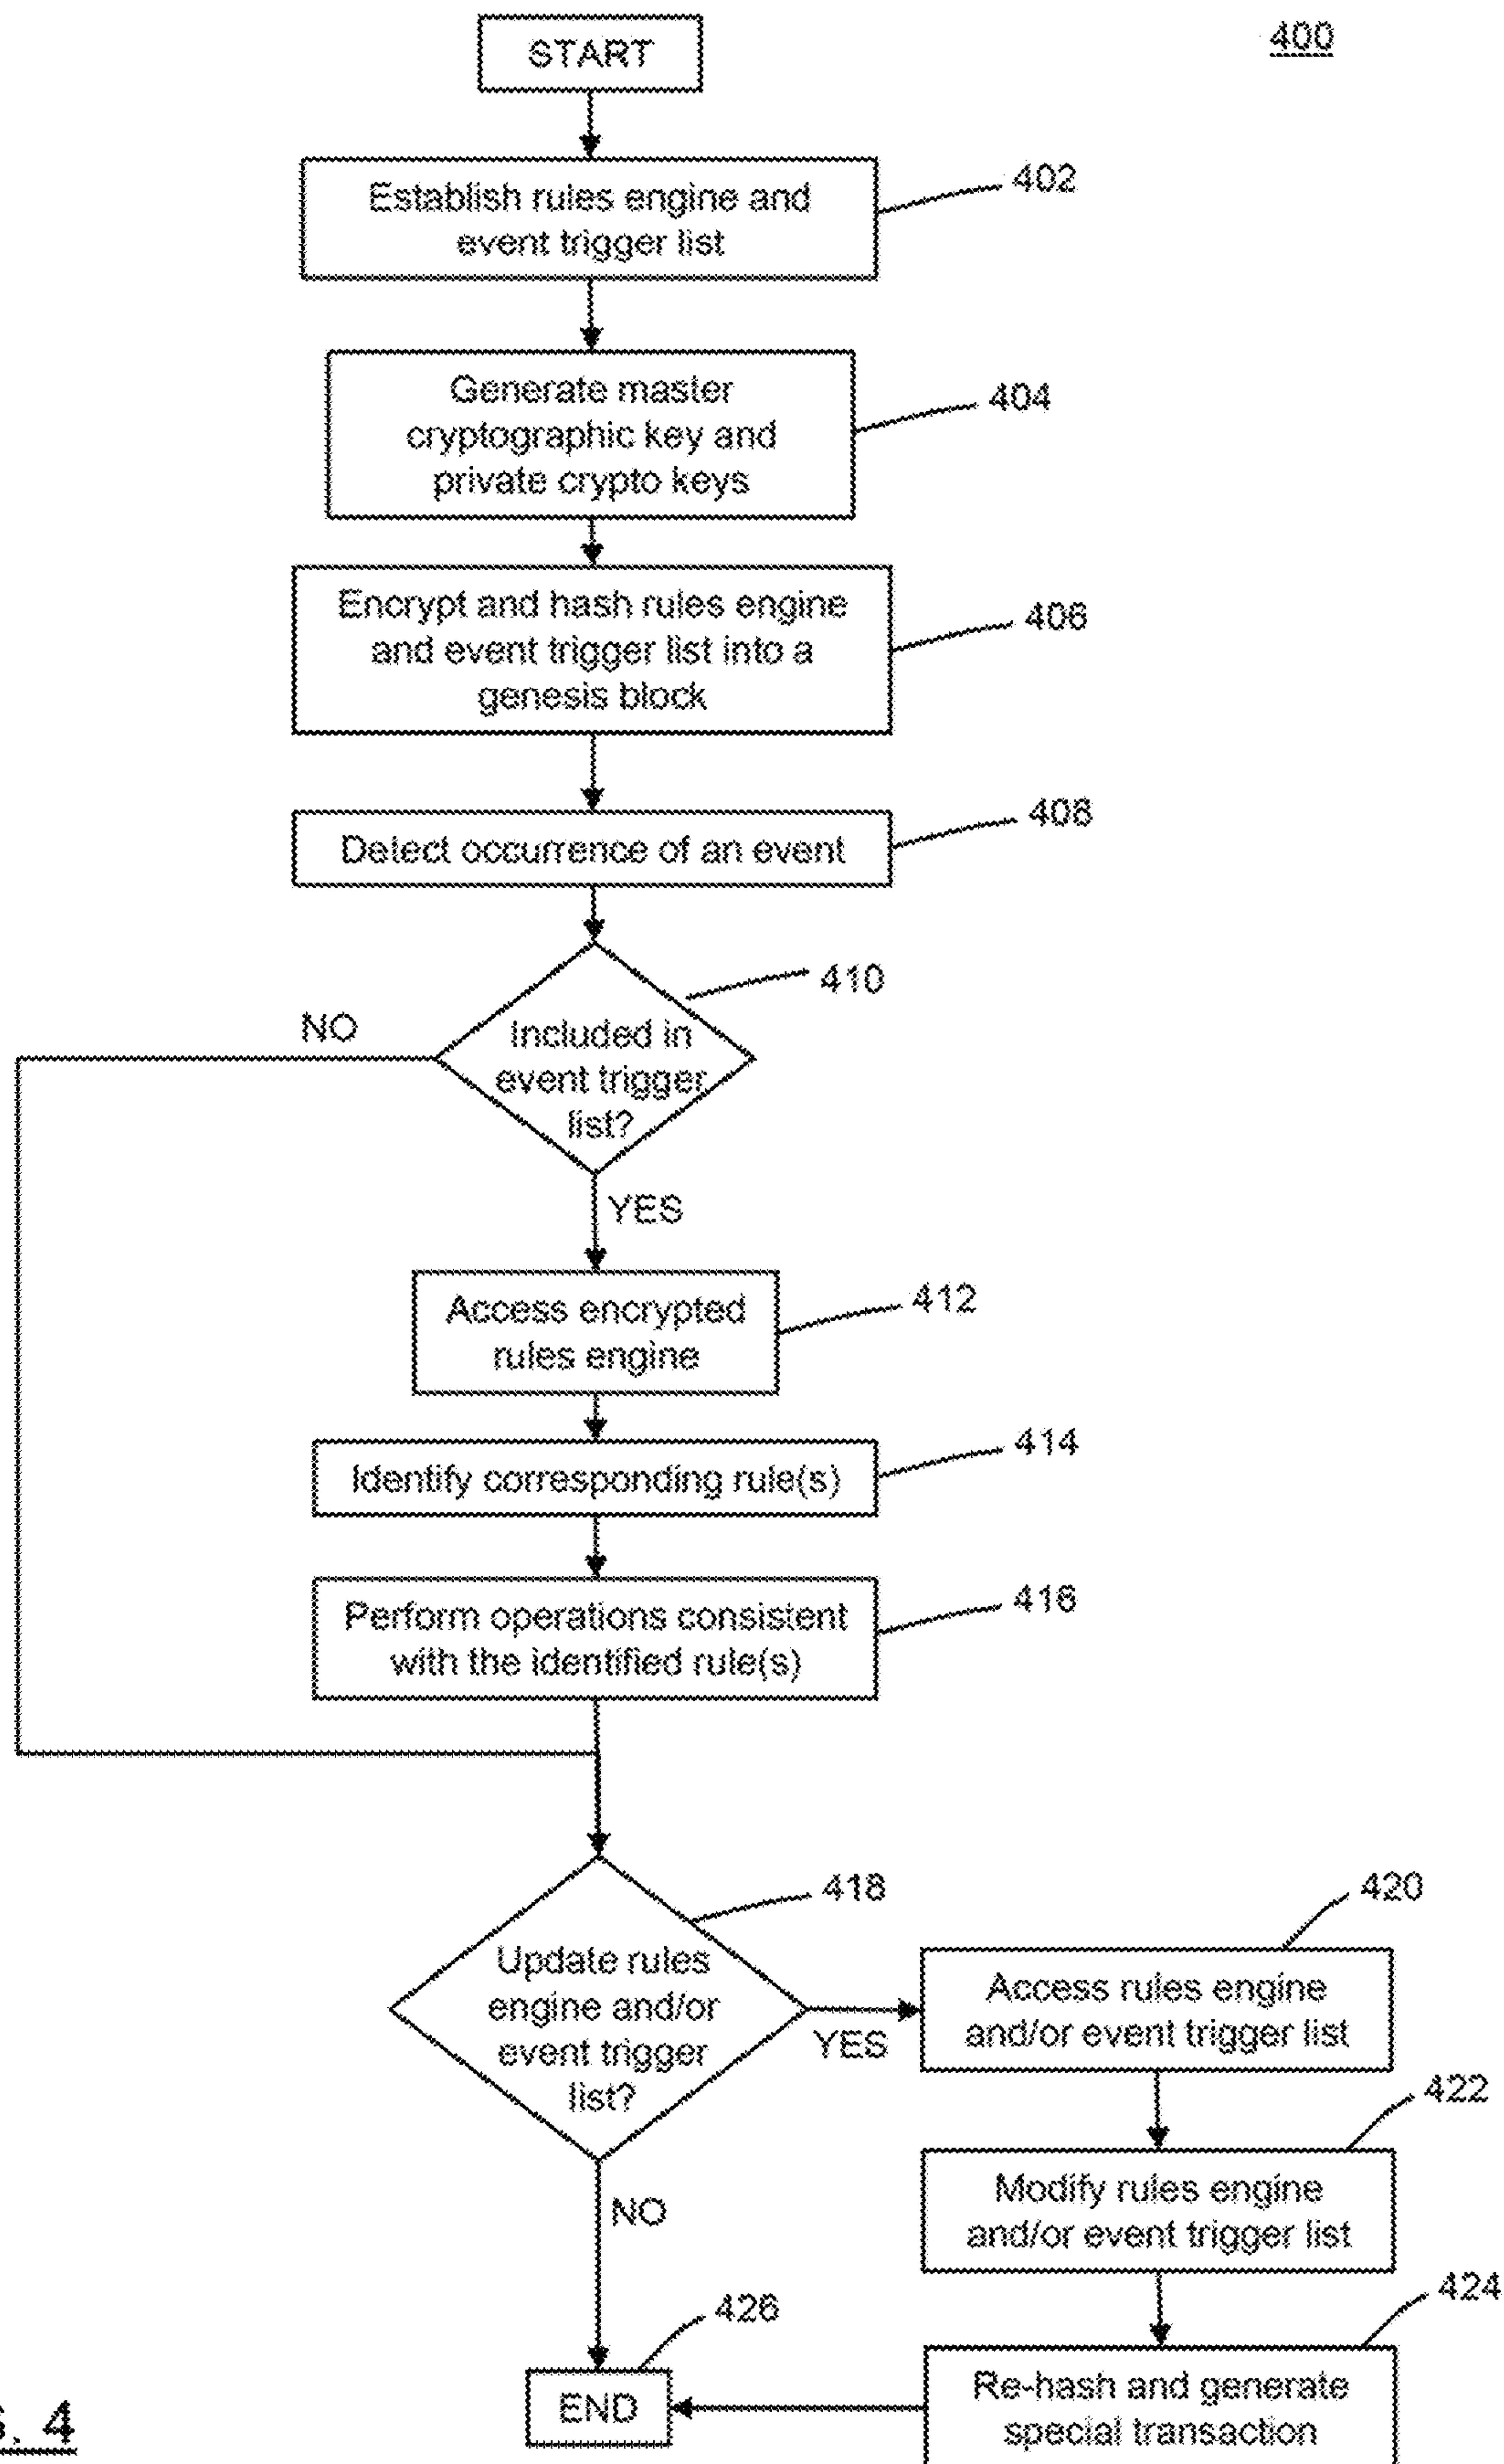 400
START
Establish rules engine and
event trigger list
402
Generate master
cryptographic key and
private crypto keys
404
Encrypt and hash rules engine
and event trigger list into a
genesis block
406
Detect occurrence of an event
408
410
NO
Included in
event trigger
list?
YES
Access encrypted
rules engine
412
Identify corresponding rule(s)
414
Perform operations consistent
with the identified rule(s)
416
418
Update rules
engine and/or
event trigger
list?
YES
420
Access rules engine
and/or event trigger list
422
Modify rules engine
and/or event trigger list
NO
424
Re-hash and generate
special transaction
426
END
. 4